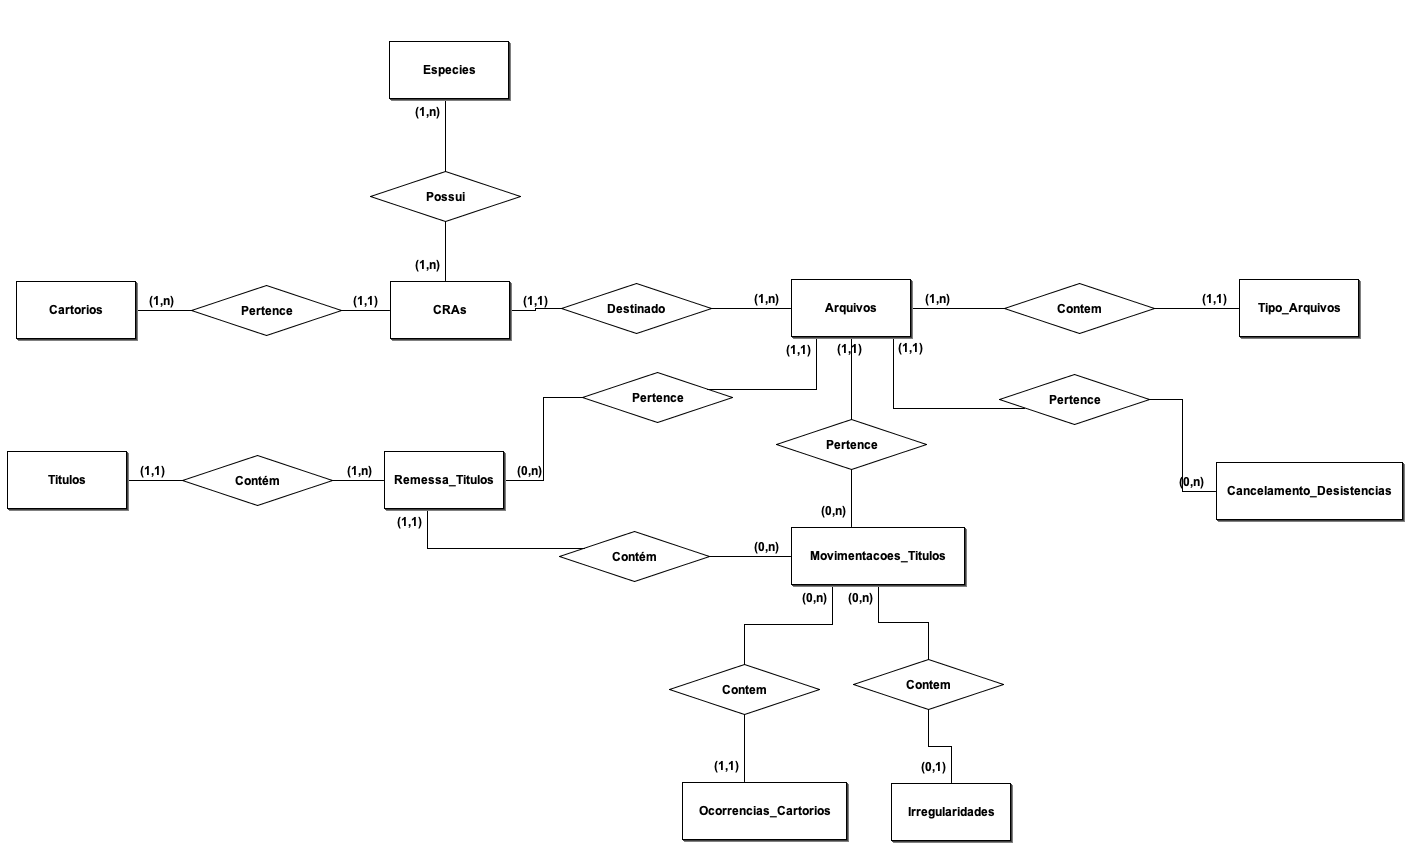 Especies
(1,n)
Possui
(1,n)
Cartorios
(1,n)
Pertence
(1,1)
CRAs
(1,1)
Destinado
(1,n)
Arquivos
(1,n)
Contem
(1,1)
Tipo_Arquivos
(1,1)
(1,1)
(1,1)
Pertence
Pertence
Pertence
Titulos
(1,1)
Contém
(1,n)
Remessa_Titulos
(0,n)
(0,n)
Cancelamento_Desistencias
(1,1)
(0,n)
Contém
(0,n)
Movimentacoes_Titulos
(0,n)
(0,n)
Contem
Contem
(1,1)
(0,1)
Ocorrencias_Cartorios
Irregularidades